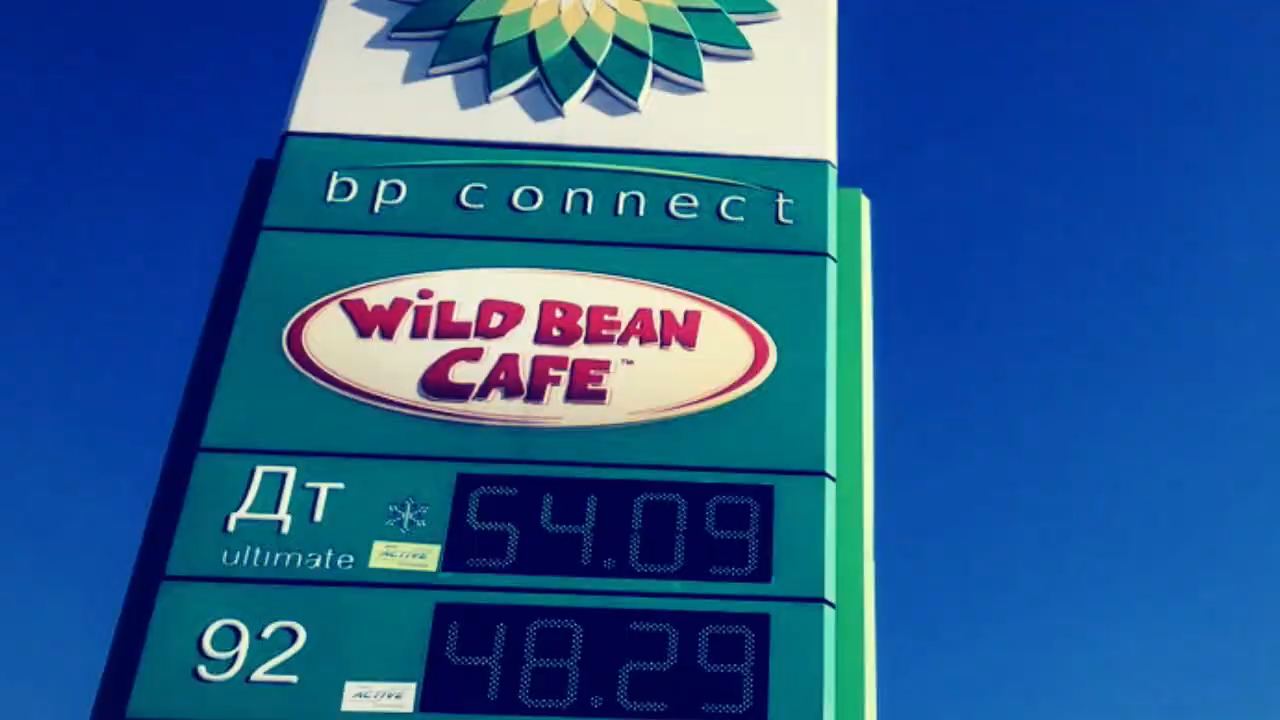 bp connect
WiLD BEAN
CAFE™
Дт
ultimate
ACTIVE
54.09
92
ACTIVE
48.29